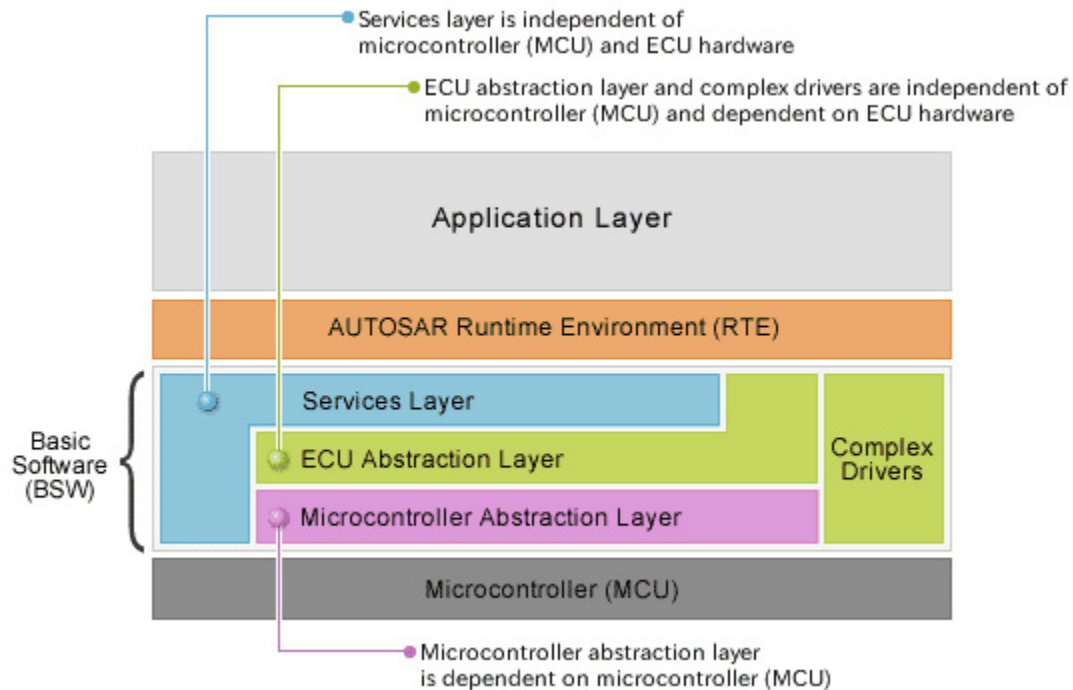 Services layer is independent of
microcontroller (MCU) and ECU hardware
ECU abstraction layer and complex drivers are independent of
microcontroller (MCU) and dependent on ECU hardware
Application Layer
AUTOSAR Runtime Environment (RTE)
Basic
Software
(BSW)
Services Layer
ECU Abstraction Layer
Complex
Drivers
Microcontroller Abstraction Layer
Microcontroller (MCU)
Microcontroller abstraction layer
is dependent on microcontroller (MCU)